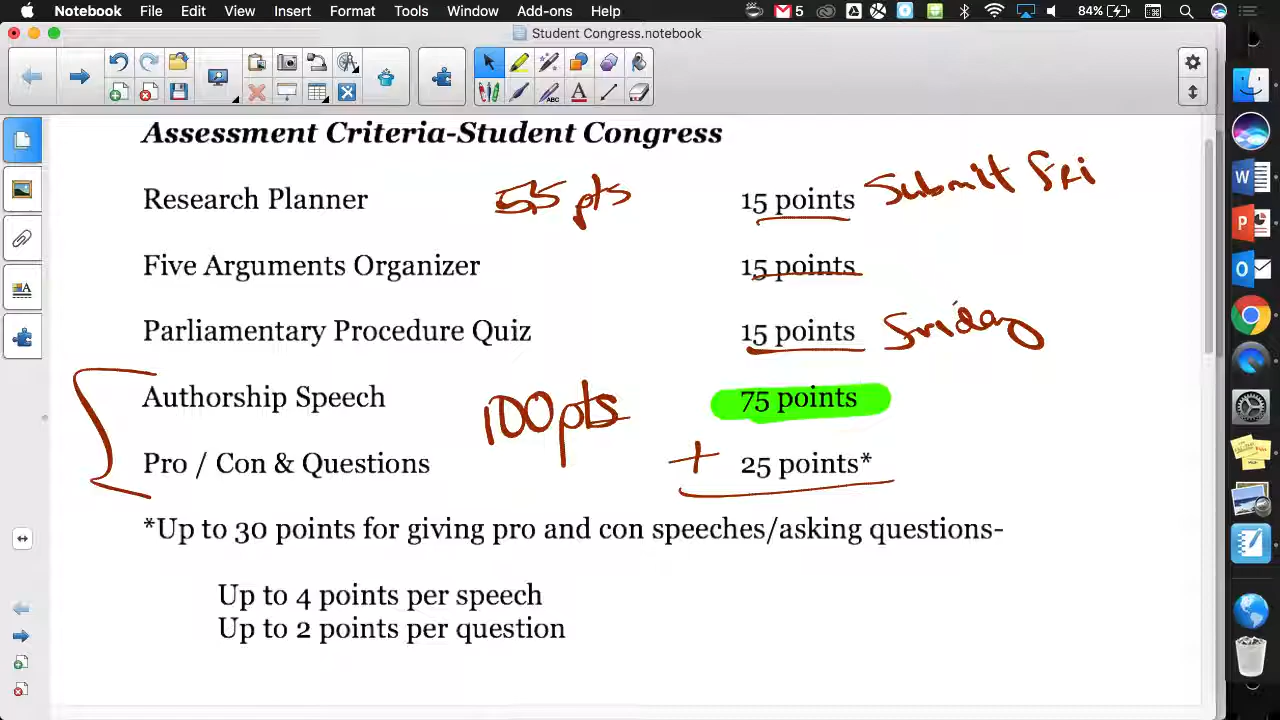 Notebook File Edit View Insert Format Tools Window Add-ons Help 5 84%
Student Congress.notebook
Assessment Criteria-Student Congress
Research Planner 55 pts 15 points Submit Fri
Five Arguments Organizer 15 points
Parliamentary Procedure Quiz 15 points Friday
Authorship Speech 100 pts 75 points
Pro / Con & Questions + 25 points*
*Up to 30 points for giving pro and con speeches/asking questions-
Up to 4 points per speech
Up to 2 points per question